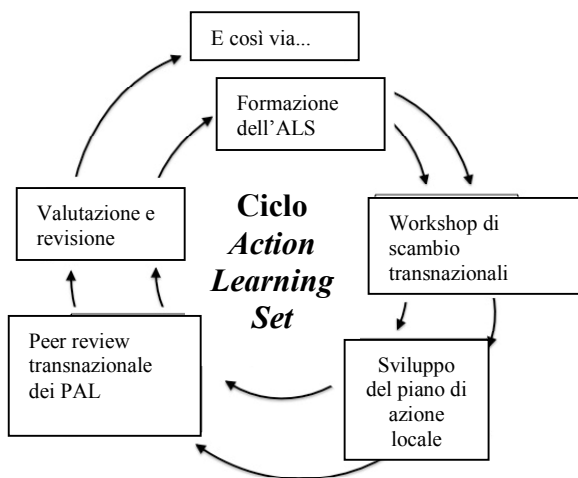 E così via...
Formazione
dell’ALS
Workshop di
scambio
transnazionali
Sviluppo
del piano di
azione
locale
Peer review
transnazionale
dei PAL
Valutazione e
revisione
Ciclo
Action
Learning
Set